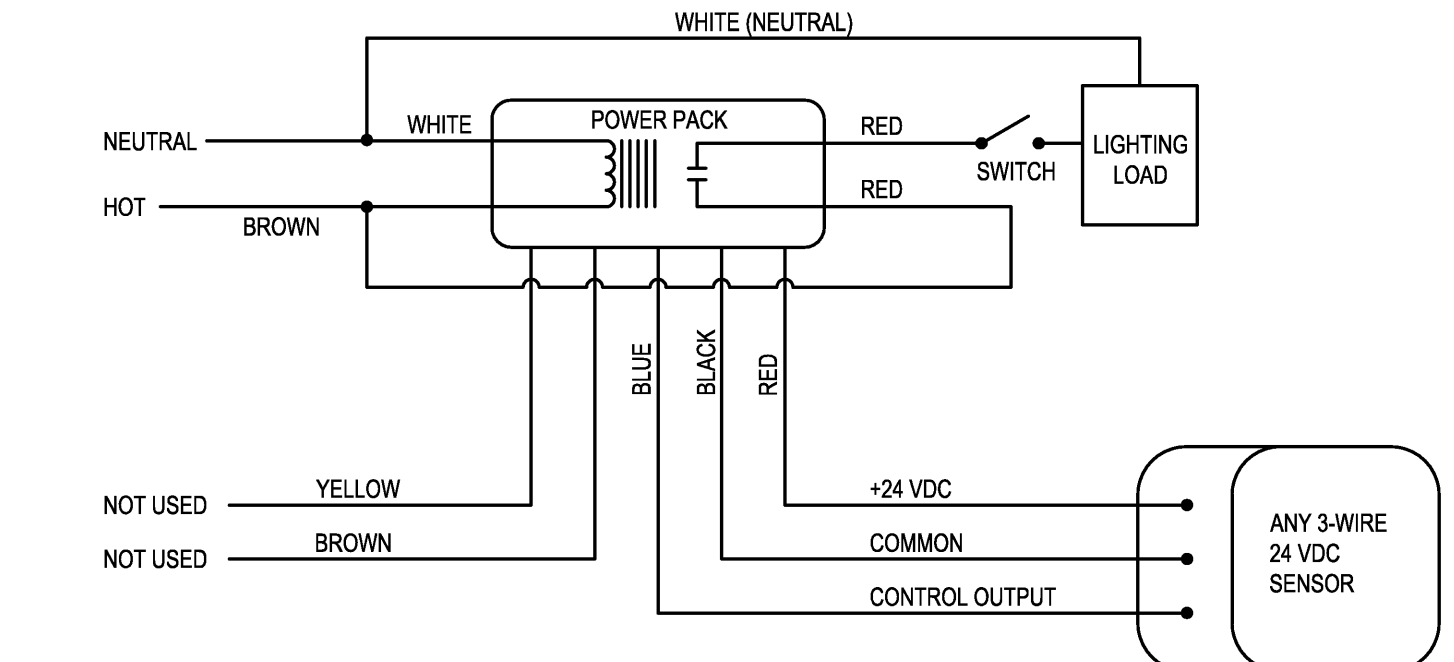 WHITE (NEUTRAL)
NEUTRAL
WHITE
POWER PACK
RED
SWITCH
LIGHTING
LOAD
HOT
BROWN
RED
BLUE
BLACK
RED
NOT USED
YELLOW
+24 VDC
NOT USED
BROWN
COMMON
CONTROL OUTPUT
ANY 3-WIRE
24 VDC
SENSOR